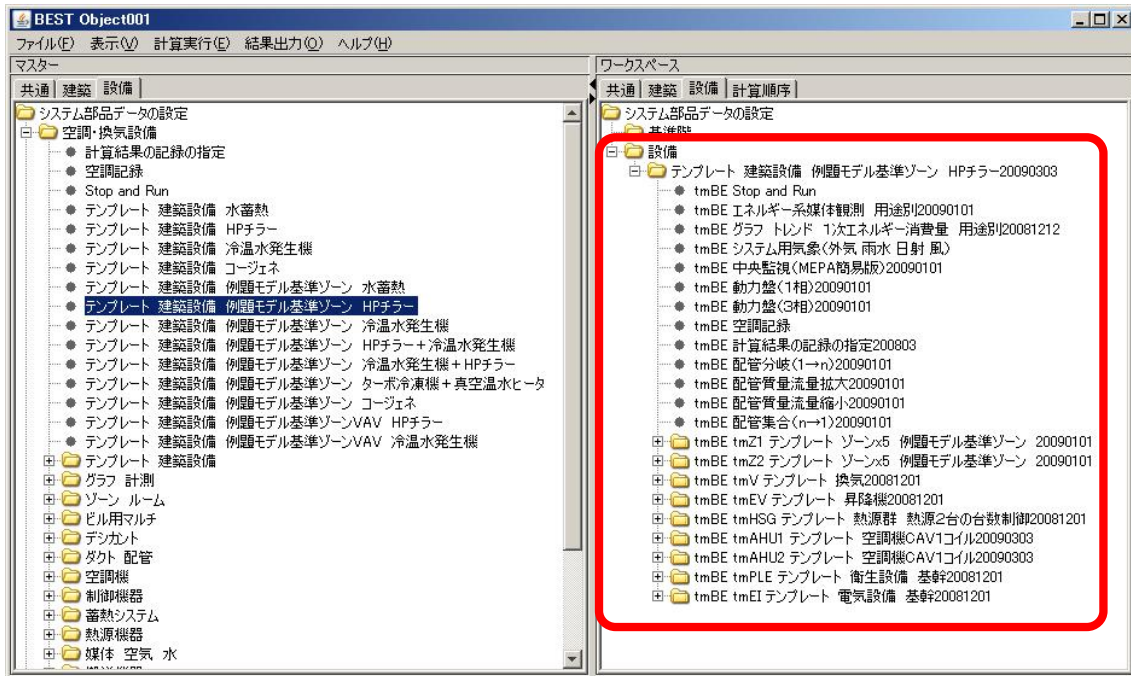 BEST Object001
ファイル(F) 表示(V) 計算実行(E) 結果出力(O) ヘルプ(H)
マスター
共通 建築 設備
システム部品データの設定
空調・換気設備
計算結果の記録の指定
空調記録
Stop and Run
テンプレート 建築設備 水蓄熱
テンプレート 建築設備 HPチラー
テンプレート 建築設備 冷温水発生機
テンプレート 建築設備 コージェネ
テンプレート 建築設備 例題モデル基準ゾーン 水蓄熱
テンプレート 建築設備 例題モデル基準ゾーン HPチラー
テンプレート 建築設備 例題モデル基準ゾーン 冷温水発生機
テンプレート 建築設備 例題モデル基準ゾーン HPチラー+冷温水発生機
テンプレート 建築設備 例題モデル基準ゾーン 冷温水発生機+HPチラー
テンプレート 建築設備 例題モデル基準ゾーン ターボ冷凍機+真空温水ヒータ
テンプレート 建築設備 例題モデル基準ゾーン コージェネ
テンプレート 建築設備 例題モデル基準ゾーンVAV HPチラー
テンプレート 建築設備 例題モデル基準ゾーンVAV 冷温水発生機
テンプレート 建築設備
グラフ 計測
ゾーン ルーム
ビル用マルチ
デシカント
ダクト 配管
空調機
制御機器
蓄熱システム
熱源機器
媒体 空気 水
ワークスペース
共通 建築 設備 計算順序
システム部品データの設定
基準階
設備
テンプレート 建築設備 例題モデル基準ゾーン HPチラー20090303
tmBE Stop and Run
tmBE エネルギー系媒体観測 用途別20090101
tmBE グラフ トレンド 1次エネルギー消費量 用途別20081212
tmBE システム用気象(外気 雨水 日射 風)
tmBE 中央監視(MEPA簡易版)20090101
tmBE 動力盤(1相)20090101
tmBE 動力盤(3相)20090101
tmBE 空調記録
tmBE 計算結果の記録の指定200803
tmBE 配管分岐(1→n)20090101
tmBE 配管質量流量拡大20090101
tmBE 配管質量流量縮小20090101
tmBE 配管集合(n→1)20090101
tmBE tmZ1 テンプレート ゾーンx5 例題モデル基準ゾーン 20090101
tmBE tmZ2 テンプレート ゾーンx5 例題モデル基準ゾーン 20090101
tmBE tmV テンプレート 換気20081201
tmBE tmEV テンプレート 昇降機20081201
tmBE tmHSG テンプレート 熱源群 熱源2台の台数制御20081201
tmBE tmAHU1 テンプレート 空調機CAV1コイル20090303
tmBE tmAHU2 テンプレート 空調機CAV1コイル20090303
tmBE tmPLE テンプレート 衛生設備 基幹20081201
tmBE tmEI テンプレート 電気設備 基幹20081201